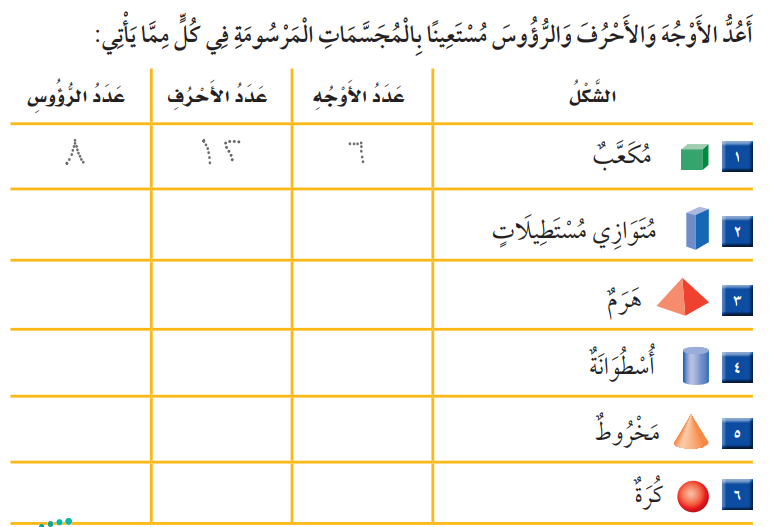 أَعُدُّ الأَوْجُهَ وَالأَحْرُفَ وَالرُّؤُوسَ مُسْتَعِينًا بِالْمُجَسَّمَاتِ الْمَرْسُومَةِ فِي كُلٍّ مِمَّا يَأْتِي:
الشَّكْلُ عَدَدُ الأَوْجُهِ عَدَدُ الأَحْرُفِ عَدَدُ الرُّؤُوسِ
١ مُكَعَّبٌ ٦ ١٢ ٨
٢ مُتَوَازِي مُسْتَطِيلَاتٍ
٣ هَرَمٌ
٤ أُسْطُوَانَةٌ
٥ مَخْرُوطٌ
٦ كُرَةٌ